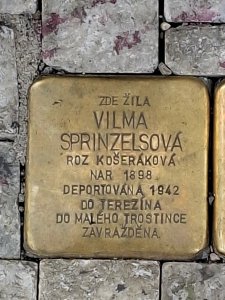 ZDE ŽILA
VILMA
SPRINZELSOVÁ
ROZ KOŠERÁKOVÁ
NAR 1898
DEPORTOVÁNA 1942
DO TEREZÍNA
DO MALÉHO TROSTINCE
ZAVRAŽDĚNA